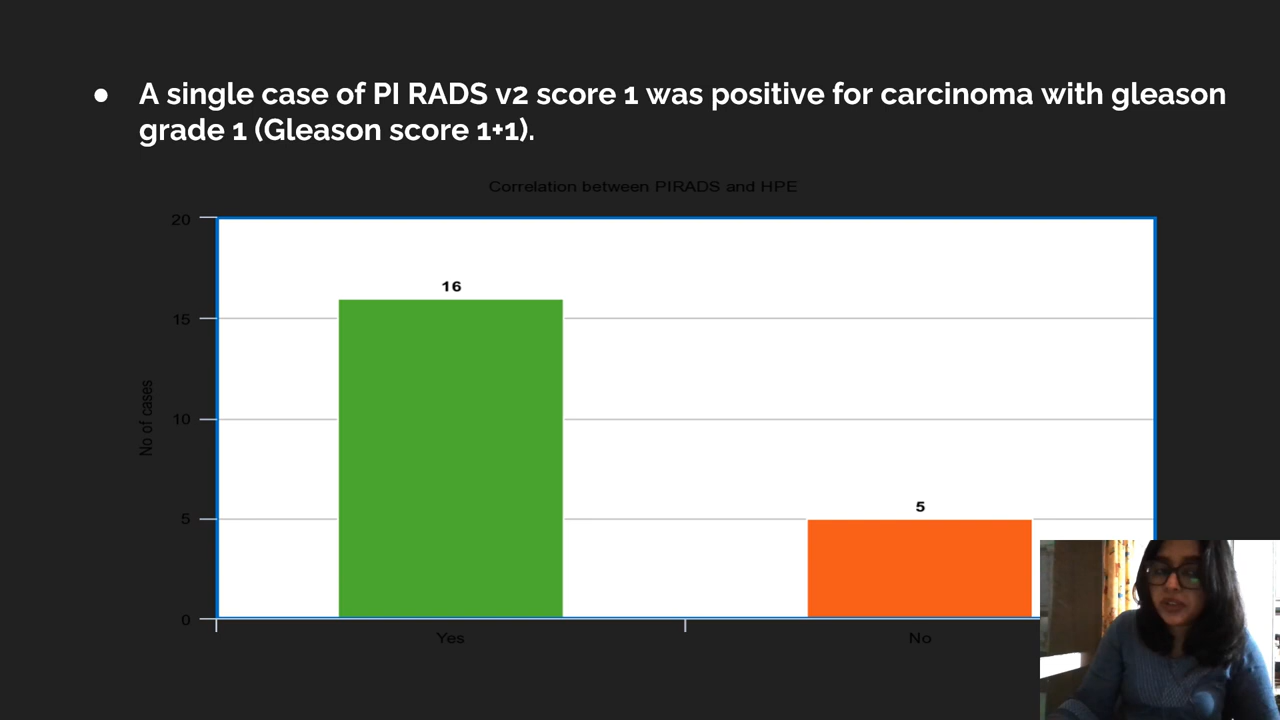 ● A single case of PI RADS v2 score 1 was positive for carcinoma with gleason
grade 1 (Gleason score 1+1).
Correlation between PIRADS and HPE
20
16
15
No of cases
10
5
5
0
Yes
No